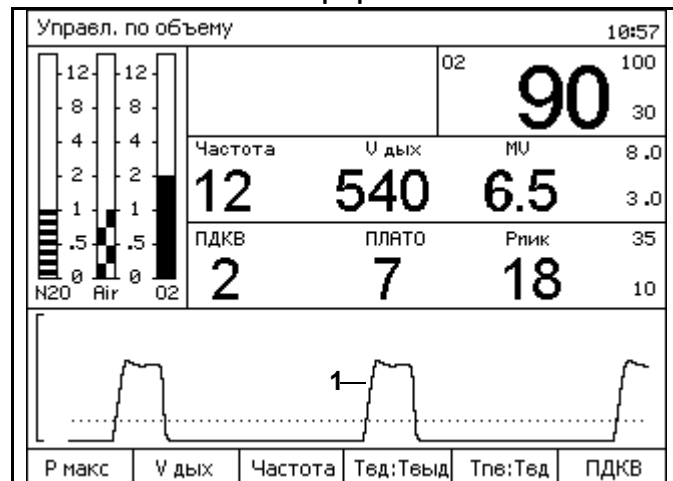 Управл. по объему 10:57
12 12
8 8
4 4
2 2
1 1
.5 .5
0 0
N2O Air O2
O2 90 100
30
Частота V дых MV 8.0
12 540 6.5 3.0
ПДКВ ПЛАТО Рпик 35
2 7 18 10
1
Р макс V дых Частота Твд:Твыд Тпв:Твд ПДКВ